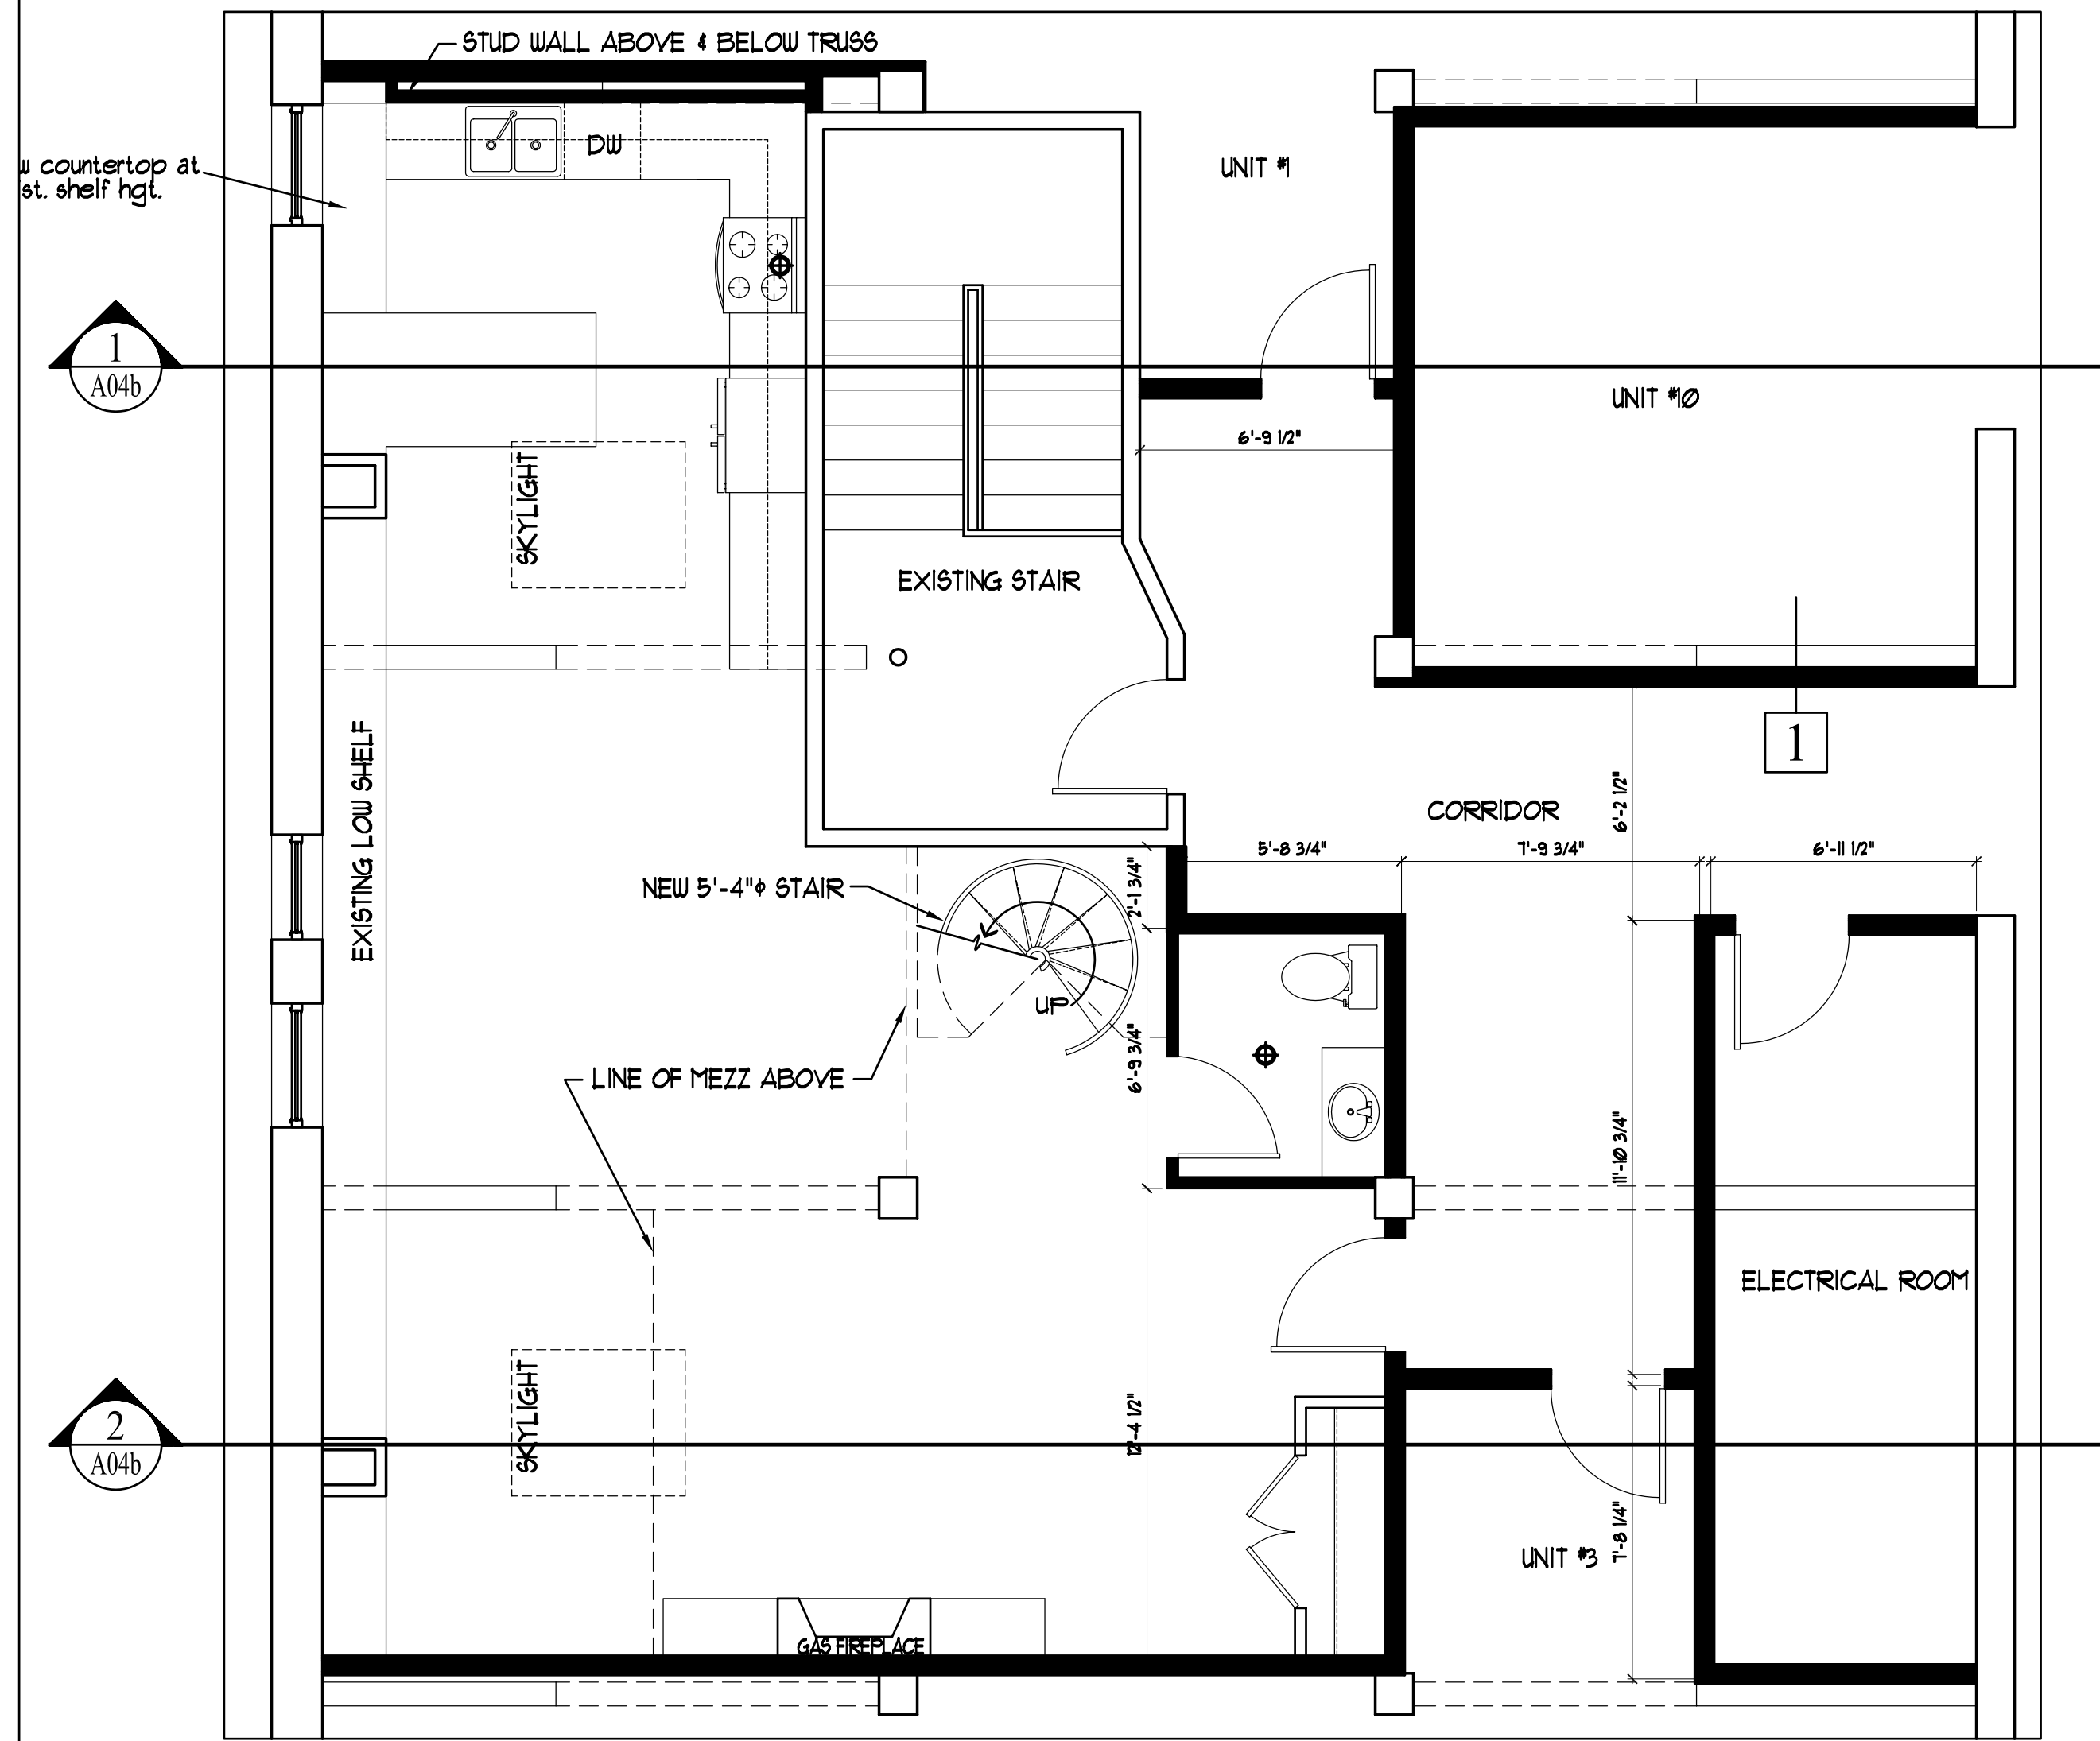 STUD WALL ABOVE & BELOW TRUSS
DW
UNIT #1
countertop at
st. shelf hgt.
1
A04b
UNIT #10
6'-9 1/2"
SKYLIGHT
EXISTING STAIR
1
EXISTING LOW SHELF
6'-2 1/2"
CORRIDOR
5'-8 3/4"
7'-9 3/4"
6'-11 1/2"
NEW 5'-4"φ STAIR
2'-1 3/4"
UP
6'-9 3/4"
LINE OF MEZZ ABOVE
11'-10 3/4"
ELECTRICAL ROOM
SKYLIGHT
12'-4 1/2"
2
A04b
UNIT #3
7'-8 1/4"
GAS FIREPLACE